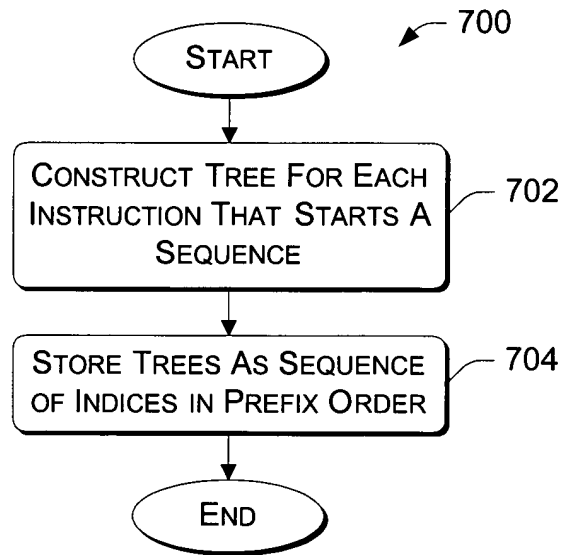 700
START
CONSTRUCT TREE FOR EACH
INSTRUCTION THAT STARTS A
SEQUENCE
702
STORE TREES AS SEQUENCE
OF INDICES IN PREFIX ORDER
704
END